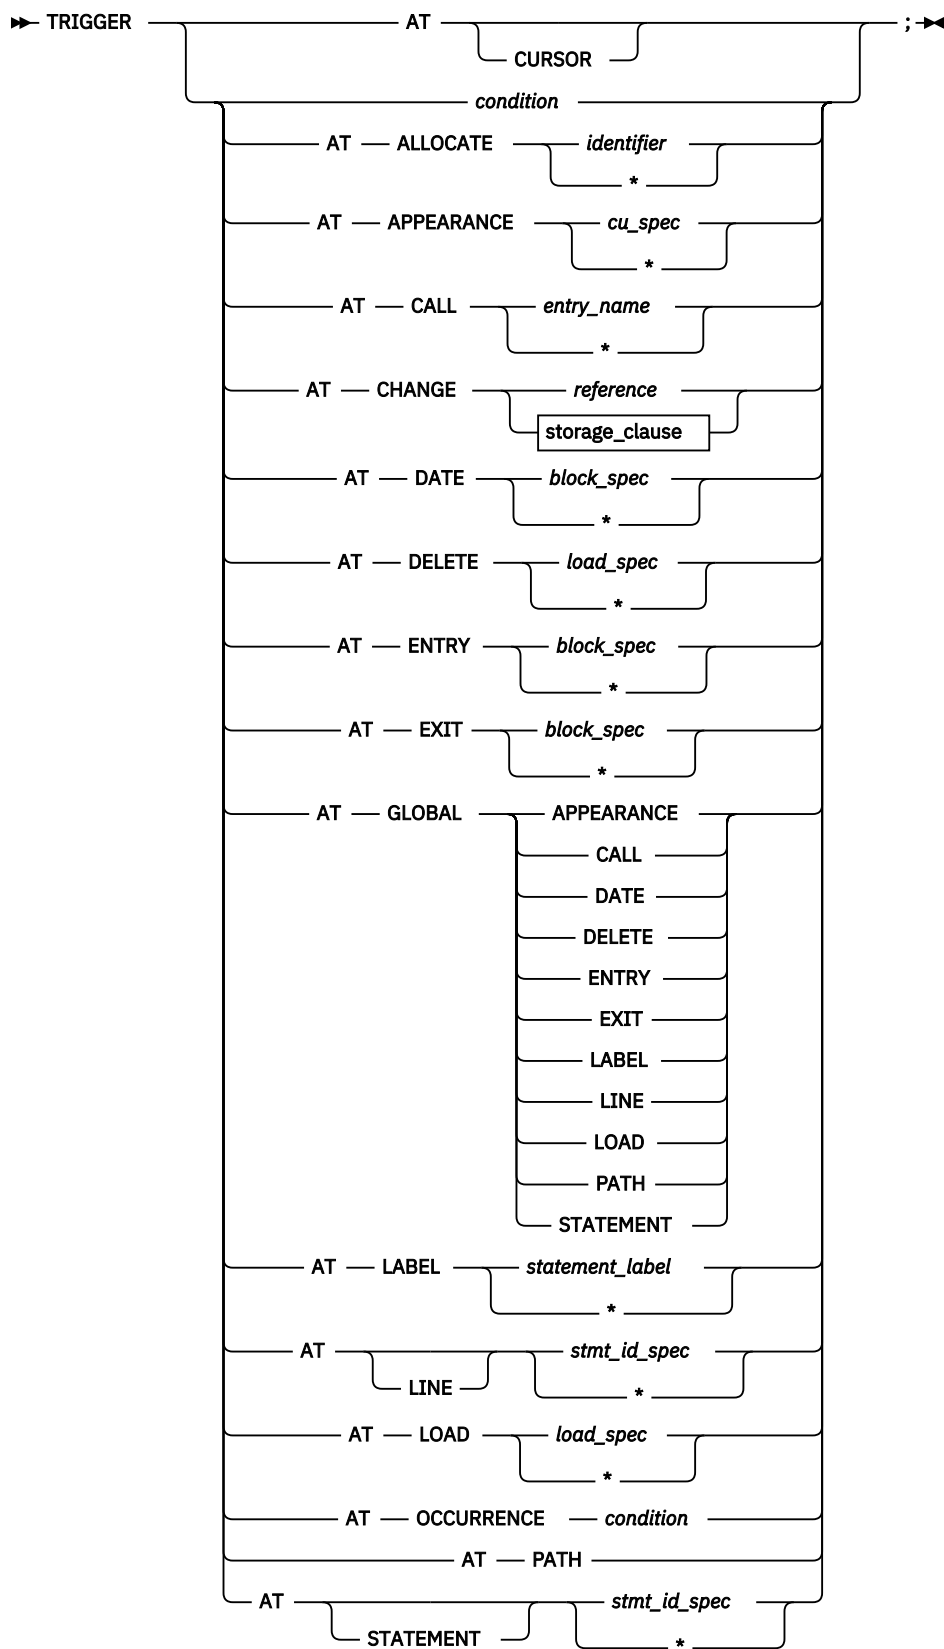 TRIGGER AT ;
CURSOR
condition
AT ALLOCATE identifier
*
AT APPEARANCE cu_spec
*
AT CALL entry_name
*
AT CHANGE reference
storage_clause
AT DATE block_spec
*
AT DELETE load_spec
*
AT ENTRY block_spec
*
AT EXIT block_spec
*
AT GLOBAL APPEARANCE
CALL
DATE
DELETE
ENTRY
EXIT
LABEL
LINE
LOAD
PATH
STATEMENT
AT LABEL statement_label
*
AT stmt_id_spec
LINE *
AT LOAD load_spec
*
AT OCCURRENCE condition
AT PATH
AT stmt_id_spec
STATEMENT *